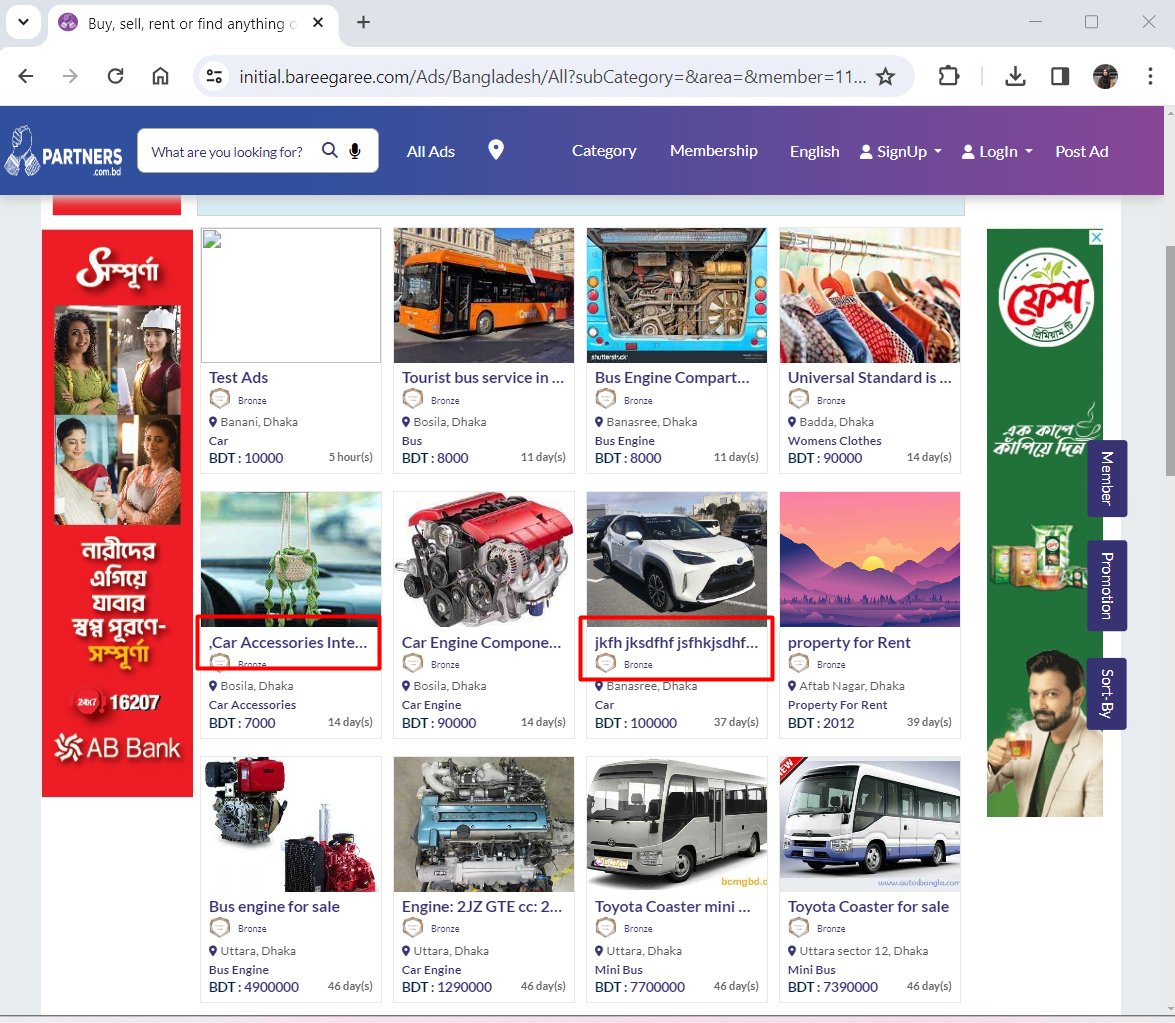 Buy, sell, rent or find anything o
initial.bareegaree.com/Ads/Bangladesh/All?subCategory=&area=&member=11...
PARTNERS
.com.bd
What are you looking for?
All Ads
Category
Membership
English
SignUp
LogIn
Post Ad
সম্পূর্ণা
নারীদের
এগিয়ে
যাবার
স্বপ্ন পূরণে-
সম্পূর্ণা
24x7 16207
AB Bank
Test Ads
Bronze
Banani, Dhaka
Car
BDT : 10000 5 hour(s)
Tourist bus service in ...
Bronze
Bosila, Dhaka
Bus
BDT : 8000 11 day(s)
shutterstock
Bus Engine Compart...
Bronze
Banasree, Dhaka
Bus Engine
BDT : 8000 11 day(s)
Universal Standard is ...
Bronze
Badda, Dhaka
Womens Clothes
BDT : 90000 14 day(s)
,Car Accessories Inte...
Bronze
Bosila, Dhaka
Car Accessories
BDT : 7000 14 day(s)
Car Engine Compone...
Bronze
Bosila, Dhaka
Car Engine
BDT : 90000 14 day(s)
jkfh jksdfhf jsfhkjsdhf...
Bronze
Banasree, Dhaka
Car
BDT : 100000 37 day(s)
property for Rent
Bronze
Aftab Nagar, Dhaka
Property For Rent
BDT : 2012 39 day(s)
Bus engine for sale
Bronze
Uttara, Dhaka
Bus Engine
BDT : 4900000 46 day(s)
Engine: 2JZ GTE cc: 2...
Bronze
Uttara, Dhaka
Car Engine
BDT : 1290000 46 day(s)
bcmgbd.c
Toyota Coaster mini ...
Bronze
Uttara, Dhaka
Mini Bus
BDT : 7700000 46 day(s)
NEW
www.autosbangla.com
Toyota Coaster for sale
Bronze
Uttara sector 12, Dhaka
Mini Bus
BDT : 7390000 46 day(s)
ফ্রেশ
প্রিমিয়াম টি
এক কাপে
কাঁপিয়ে দিন
Member
Promotion
Sort-By